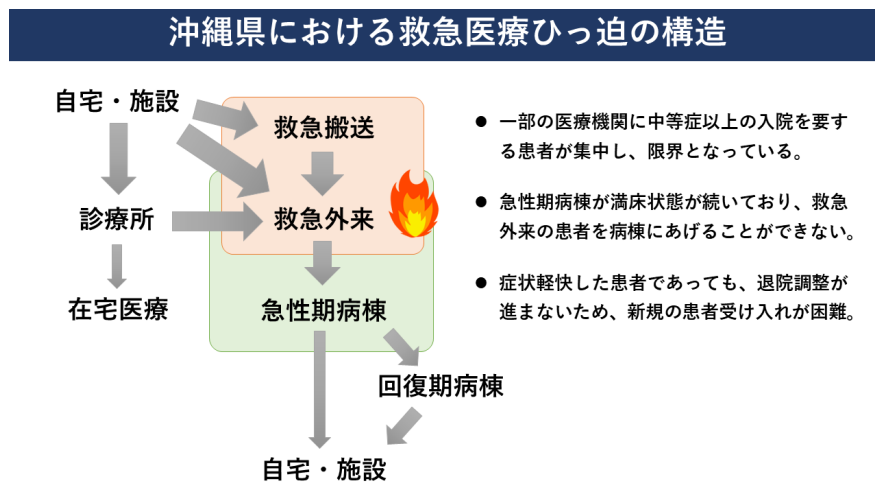 沖縄県における救急医療ひっ迫の構造
自宅・施設
救急搬送
診療所
救急外来
在宅医療
急性期病棟
回復期病棟
自宅・施設
● 一部の医療機関に中等症以上の入院を要す
る患者が集中し、限界となっている。
● 急性期病棟が満床状態が続いており、救急
外来の患者を病棟にあげることができない。
● 症状軽快した患者であっても、退院調整が
進まないため、新規の患者受け入れが困難。